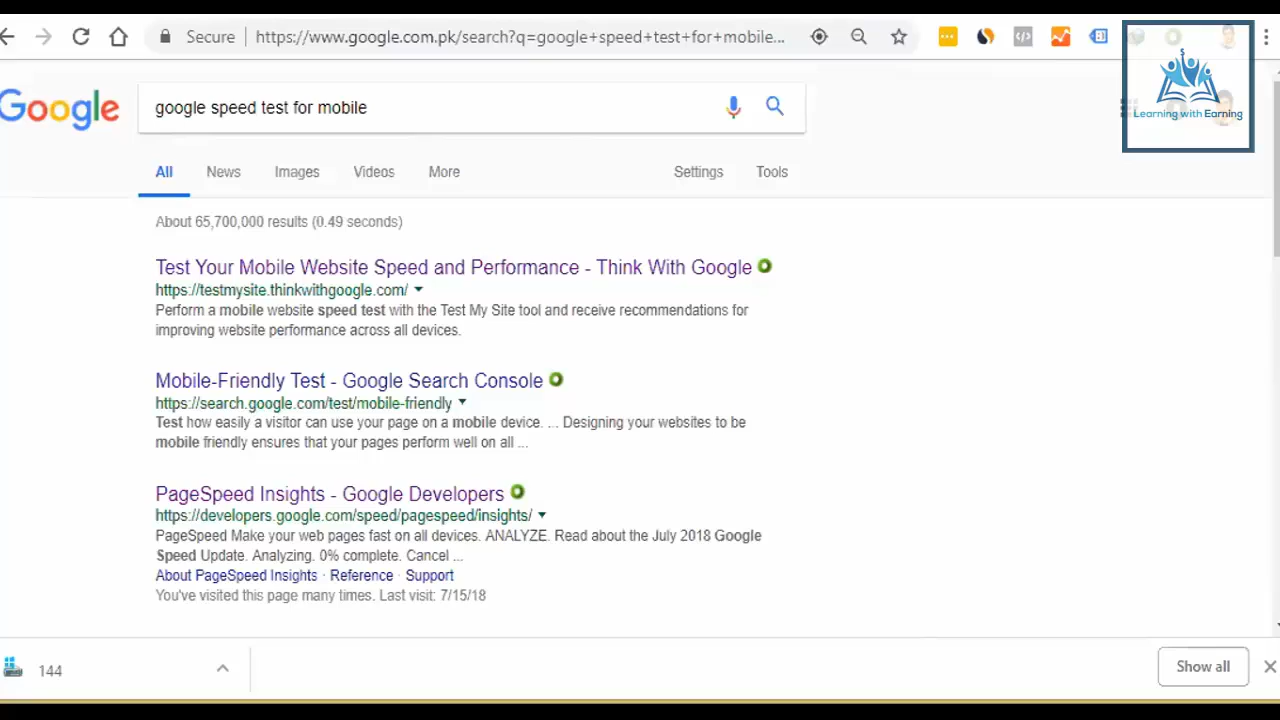 Secure
https://www.google.com.pk/search?q=google+speed+test+for+mobile...
Google
google speed test for mobile
Learning with Earning
All News Images Videos More Settings Tools
About 65,700,000 results (0.49 seconds)
Test Your Mobile Website Speed and Performance - Think With Google
https://testmysite.thinkwithgoogle.com/
Perform a mobile website speed test with the Test My Site tool and receive recommendations for
improving website performance across all devices.
Mobile-Friendly Test - Google Search Console
https://search.google.com/test/mobile-friendly
Test how easily a visitor can use your page on a mobile device. ... Designing your websites to be
mobile friendly ensures that your pages perform well on all ...
PageSpeed Insights - Google Developers
https://developers.google.com/speed/pagespeed/insights/
PageSpeed Make your web pages fast on all devices. ANALYZE. Read about the July 2018 Google
Speed Update. Analyzing. 0% complete. Cancel ...
About PageSpeed Insights · Reference · Support
You've visited this page many times. Last visit: 7/15/18
144
Show all